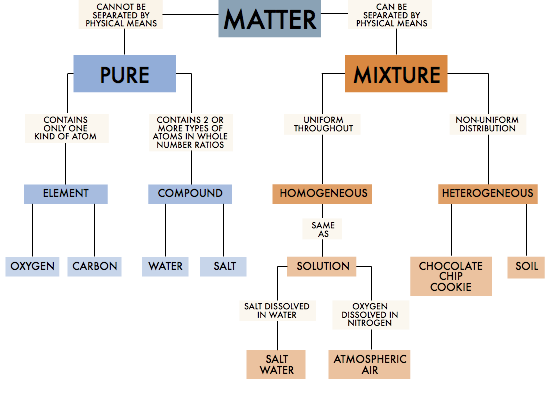 CANNOT BE
SEPARATED BY
PHYSICAL MEANS
MATTER
CAN BE
SEPARATED BY
PHYSICAL MEANS
PURE
MIXTURE
CONTAINS
ONLY ONE
KIND OF ATOM
CONTAINS 2 OR
MORE TYPES OF
ATOMS IN WHOLE
NUMBER RATIOS
UNIFORM
THROUGHOUT
NON-UNIFORM
DISTRIBUTION
ELEMENT
COMPOUND
HOMOGENEOUS
HETEROGENEOUS
SAME
AS
OXYGEN
CARBON
WATER
SALT
SOLUTION
CHOCOLATE
CHIP
COOKIE
SOIL
SALT DISSOLVED
IN WATER
OXYGEN
DISSOLVED IN
NITROGEN
SALT
WATER
ATMOSPHERIC
AIR